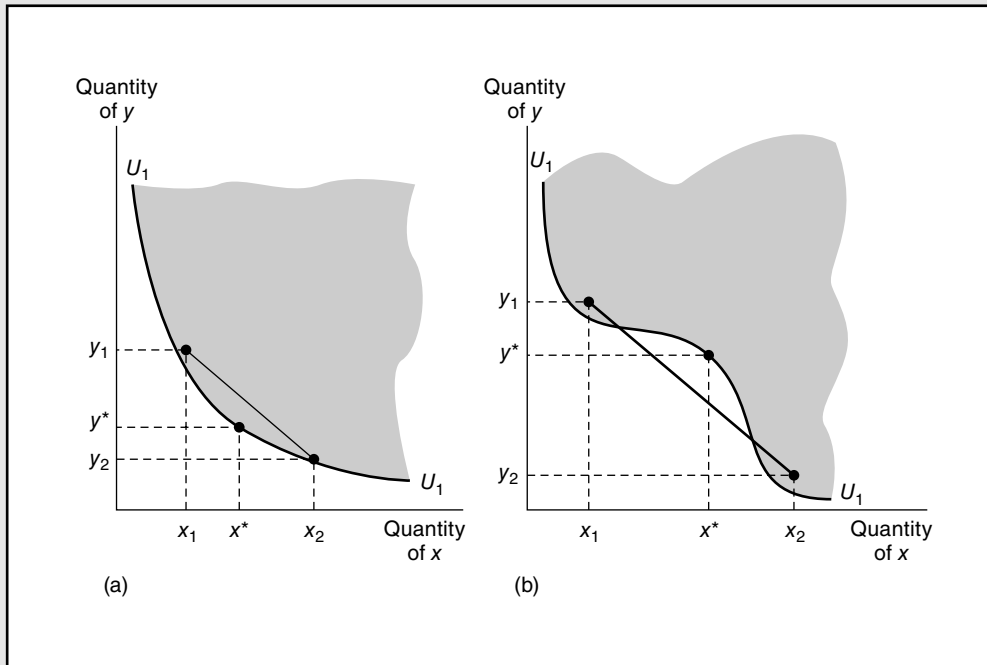 Quantity
of y
U1
y1
y*
y2
U1
x1
x*
x2
Quantity
of x
(a)
Quantity
of y
U1
y1
y*
y2
U1
x1
x*
x2
Quantity
of x
(b)